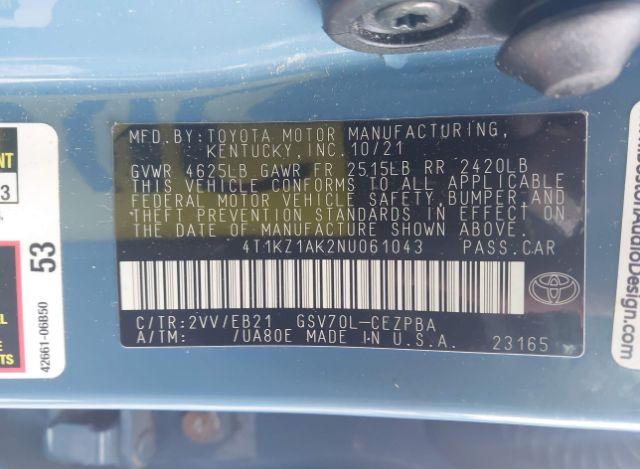 MFD.BY:TOYOTA MOTOR MANUFACTURING,
KENTUCKY, INC. 10/21
GVWR 4625LB GAWR FR 2515LB RR 2420LB
THIS VEHICLE CONFORMS TO ALL APPLICABLE
FEDERAL MOTOR VEHICLE SAFETY,BUMPER,AND
THEFT PREVENTION STANDARDS IN EFFECT ON
THE DATE OF MANUFACTURE SHOWN ABOVE.
4T1KZ1AK2NU061043 PASS.CAR
C/TR:2VV/EB21 GSV70L-CEZPBA
A/TM: /UA80E MADE IN U.S.A. 23165
53
42661-06B50
AutoDesign.com